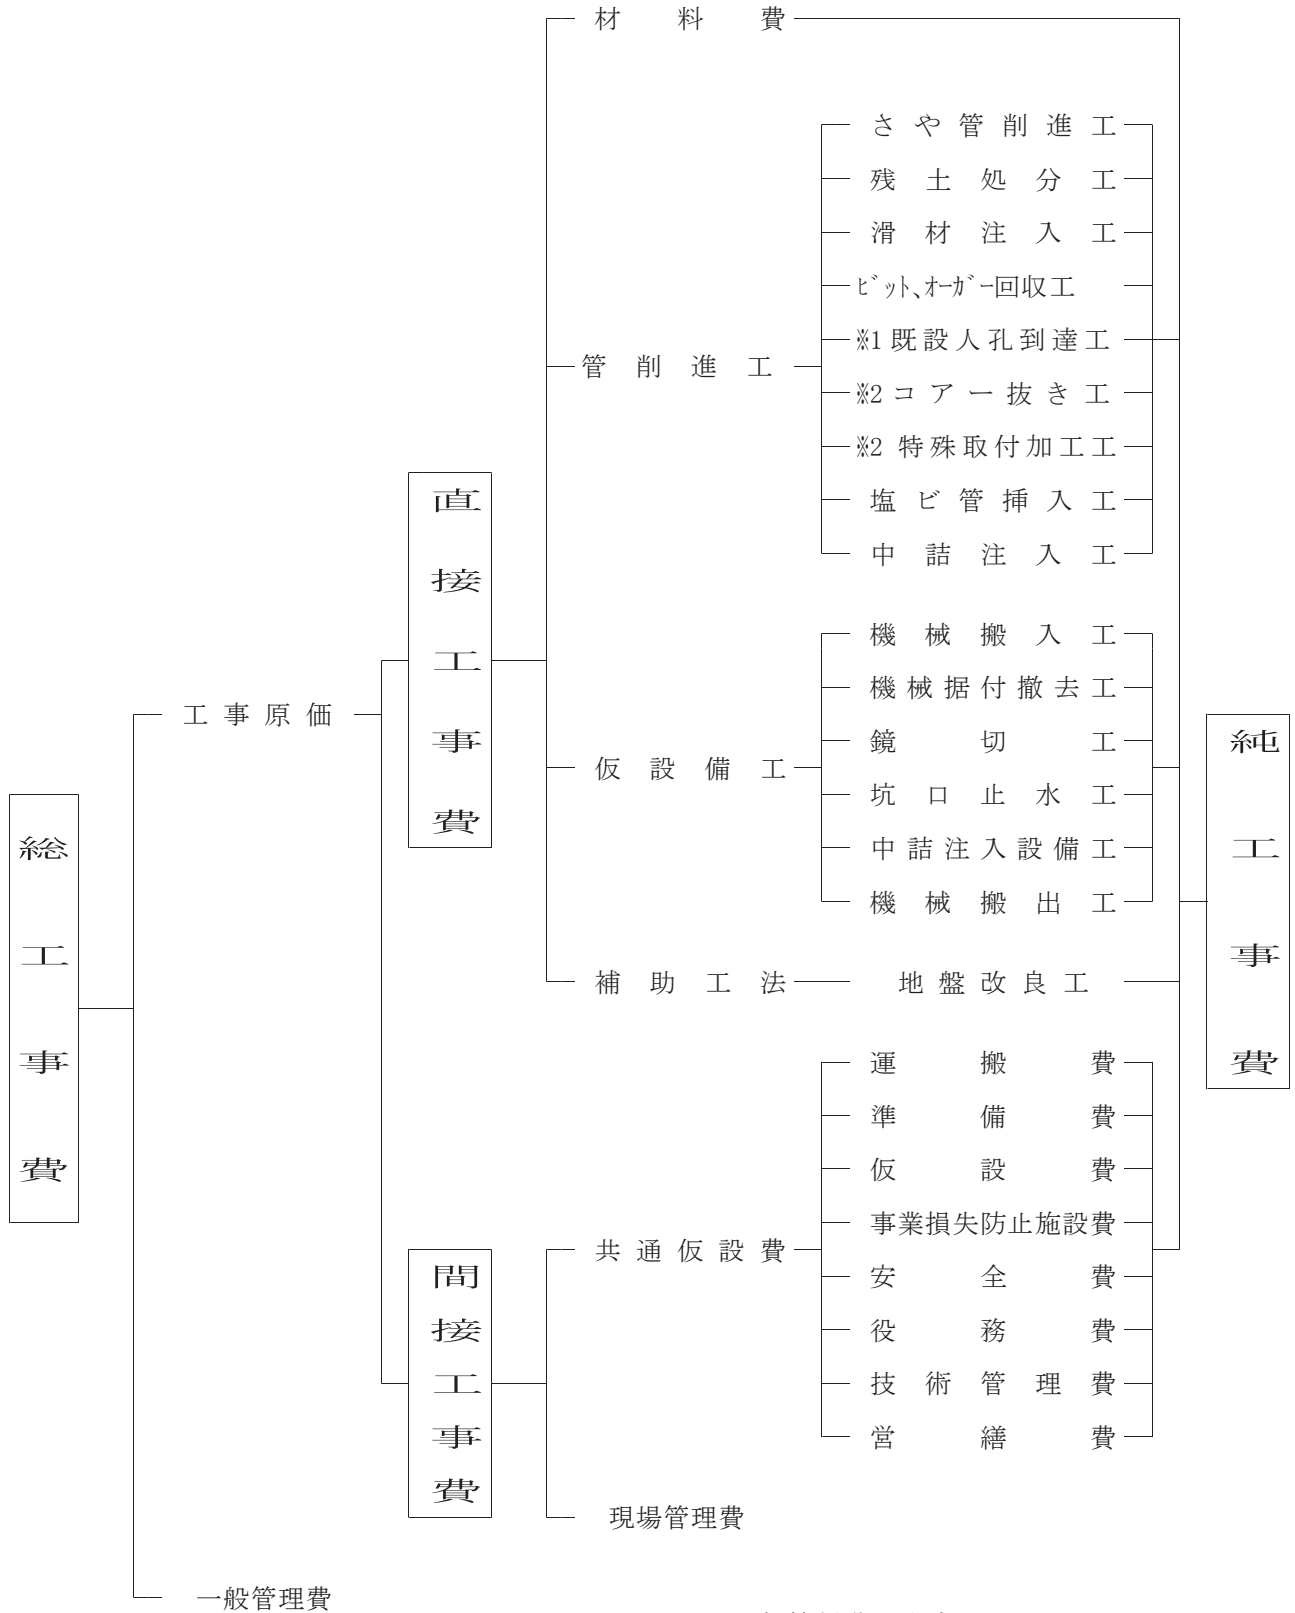 材料費
さや管削進工
残土処分工
滑材注入工
ﾋﾞｯﾄ､ｵｰｶﾞｰ回収工
※1既設人孔到達工
管削進工
※2コアー抜き工
※2 特殊取付加工工
塩ビ管挿入工
中詰注入工
直接工事費
機械搬入工
機械据付撤去工
工事原価
鏡切工
仮設備工
坑口止水工
中詰注入設備工
機械搬出工
純工事費
総工事費
補助工法
地盤改良工
運搬費
準備費
仮設費
事業損失防止施設費
共通仮設費
安全費
役務費
技術管理費
営繕費
間接工事費
現場管理費
一般管理費